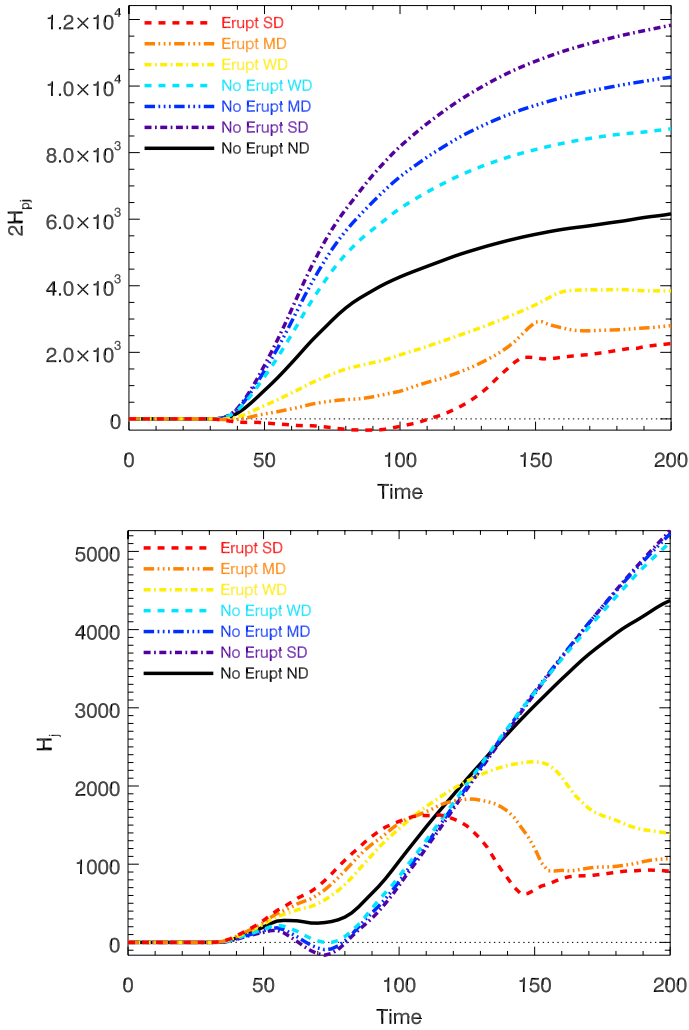 Erupt SD
Erupt MD
Erupt WD
No Erupt WD
No Erupt MD
No Erupt SD
No Erupt ND
1.2×10⁴
1.0×10⁴
8.0×10³
6.0×10³
4.0×10³
2.0×10³
0
2Hpj
0 50 100 150 200
Time
Erupt SD
Erupt MD
Erupt WD
No Erupt WD
No Erupt MD
No Erupt SD
No Erupt ND
5000
4000
3000
2000
1000
0
Hj
0 50 100 150 200
Time